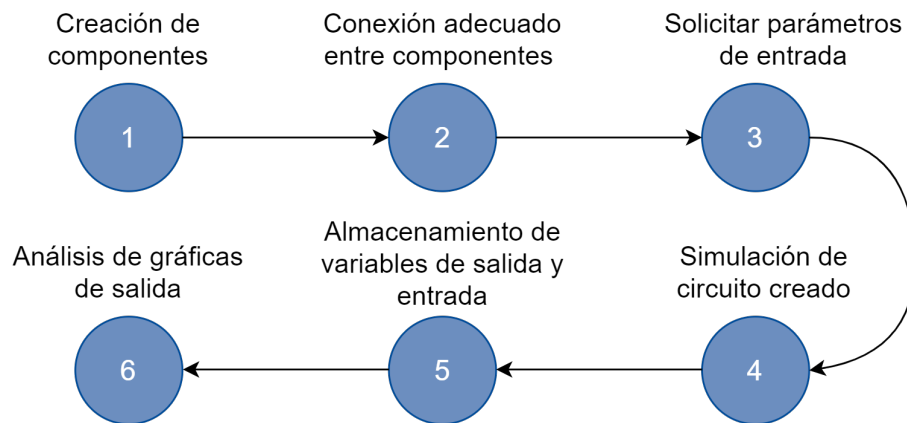 Creación de
componentes
1
Conexión adecuado
entre componentes
2
Solicitar parámetros
de entrada
3
Simulación de
circuito creado
4
Almacenamiento de
variables de salida y
entrada
5
Análisis de gráficas
de salida
6